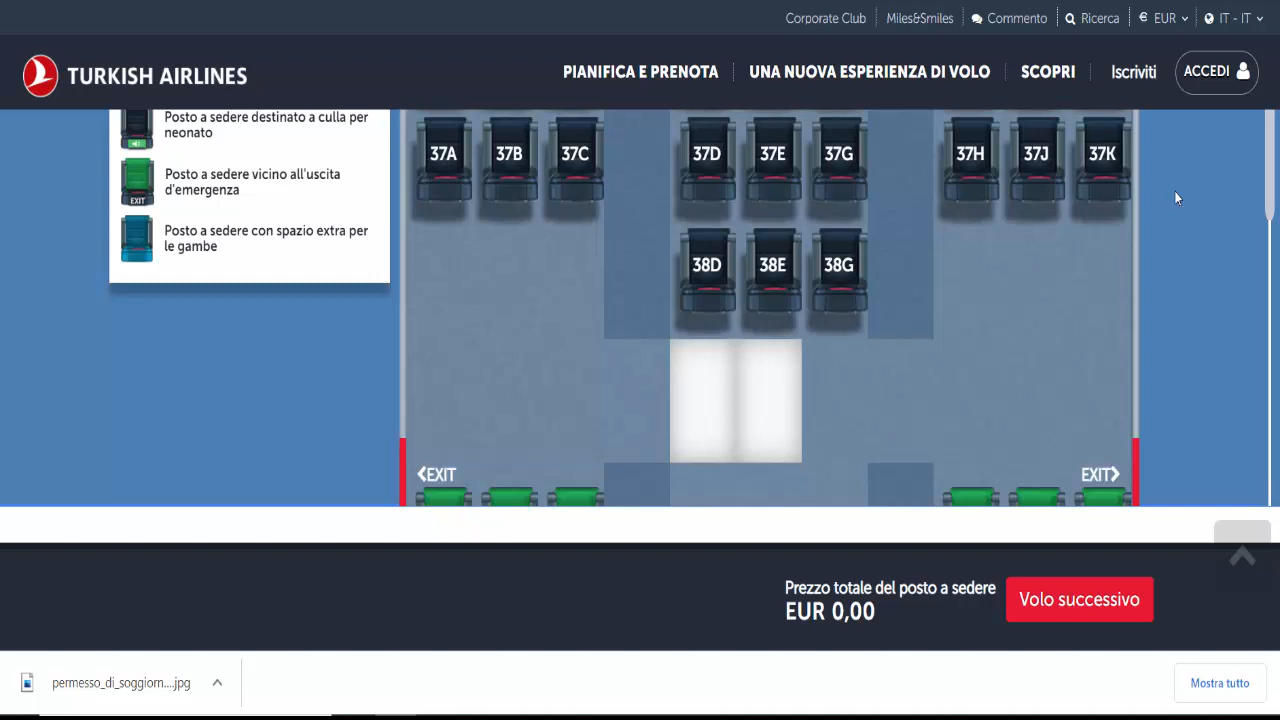 Corporate Club Miles&Smiles Commento Ricerca € EUR IT - IT
TURKISH AIRLINES PIANIFICA E PRENOTA UNA NUOVA ESPERIENZA DI VOLO SCOPRI Iscriviti ACCEDI
Posto a sedere destinato a culla per
neonato
EXIT
Posto a sedere vicino all'uscita
d'emergenza
Posto a sedere con spazio extra per
le gambe
37A 37B 37C 37D 37E 37G 37H 37J 37K
38D 38E 38G
EXIT EXIT
Prezzo totale del posto a sedere
EUR 0,00
Volo successivo
permesso_di_soggiorn....jpg
Mostra tutto